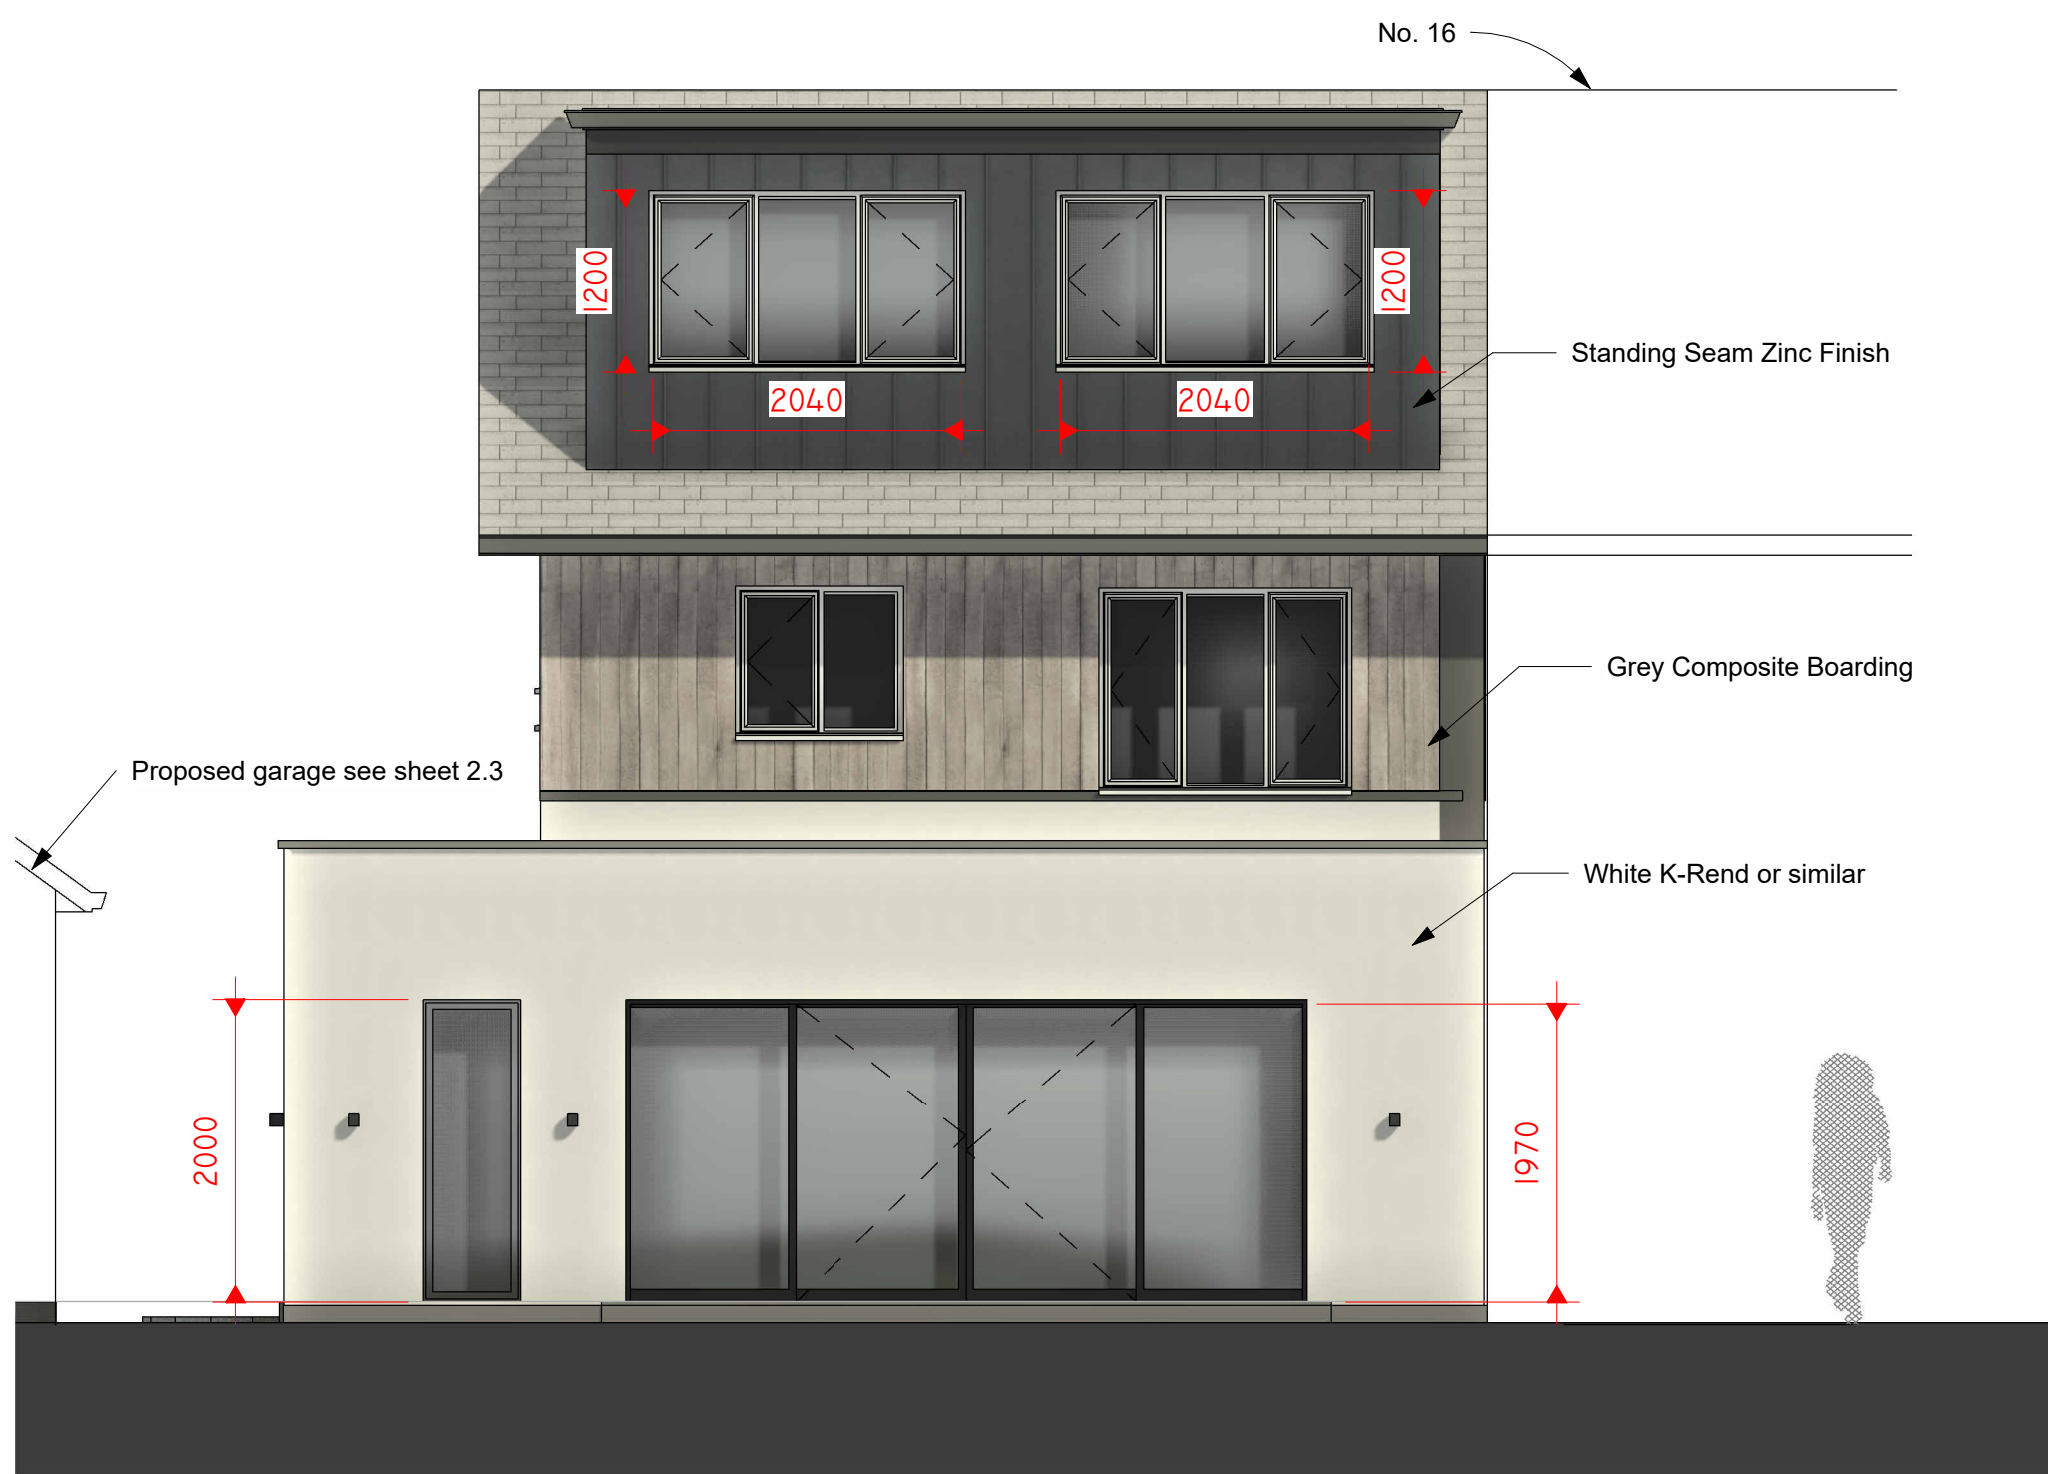 No. 16
1200
1200
2040
2040
Standing Seam Zinc Finish
Grey Composite Boarding
Proposed garage see sheet 2.3
White K-Rend or similar
2000
1970